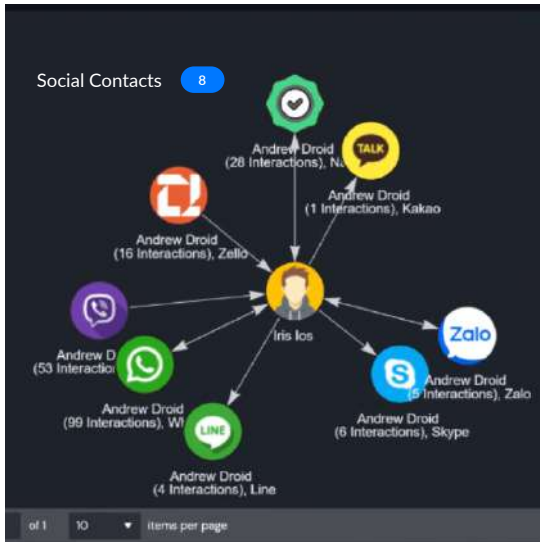 Social Contacts 8
Andrew Droid
(28 Interactions),
TALK
Andrew Droid
(1 Interactions), Kakao
Andrew Droid
(16 Interactions), Zello
Iris Ios
Zalo
Andrew Droid
(5 Interactions), Zalo
Andrew D
(53 Interaction
Andrew Droid
(99 Interactions), W
S
Andrew Droid
(6 Interactions), Skype
LINE
Andrew Droid
(4 Interactions), Line
of 1 10 items per page